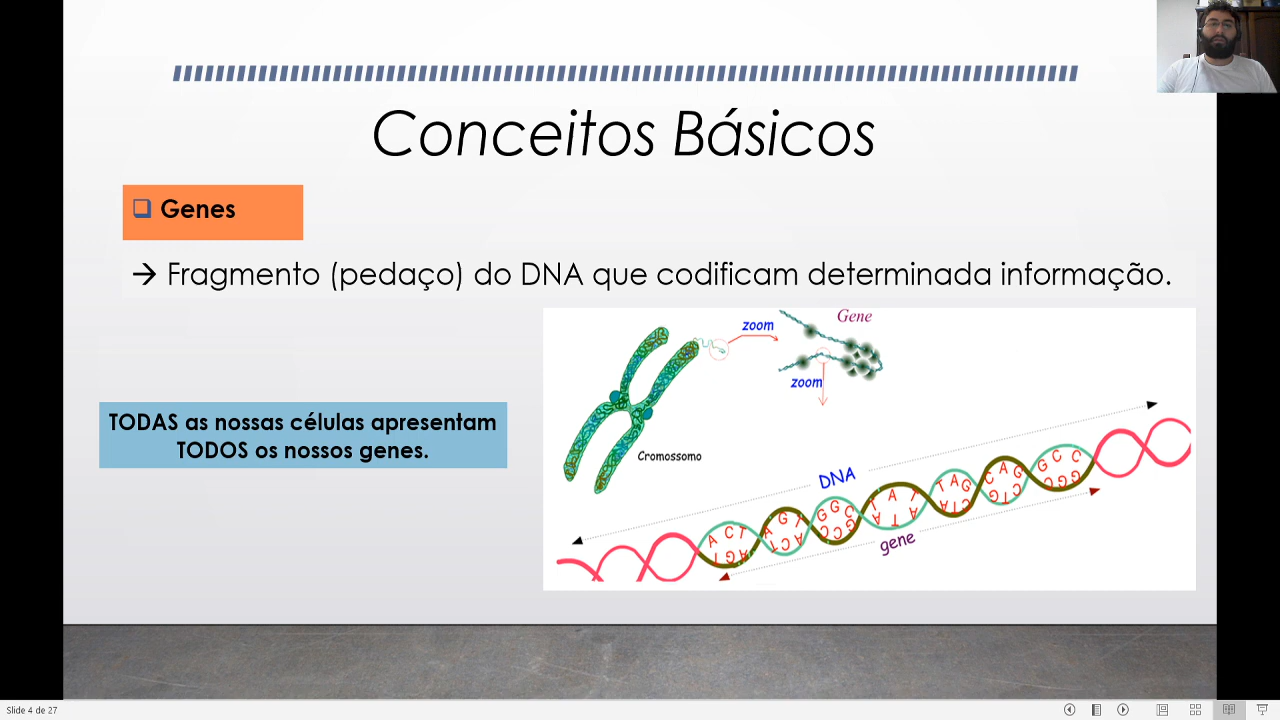 Conceitos Básicos
❑ Genes
→ Fragmento (pedaço) do DNA que codificam determinada informação.
zoom
Gene
zoom
TODAS as nossas células apresentam
TODOS os nossos genes.
Cromossomo
DNA
A C T A G T G G C T A T T A G C A G G C C
T G A T C A C C G A T A A T C G T C C G G
gene
Slide 4 de 27